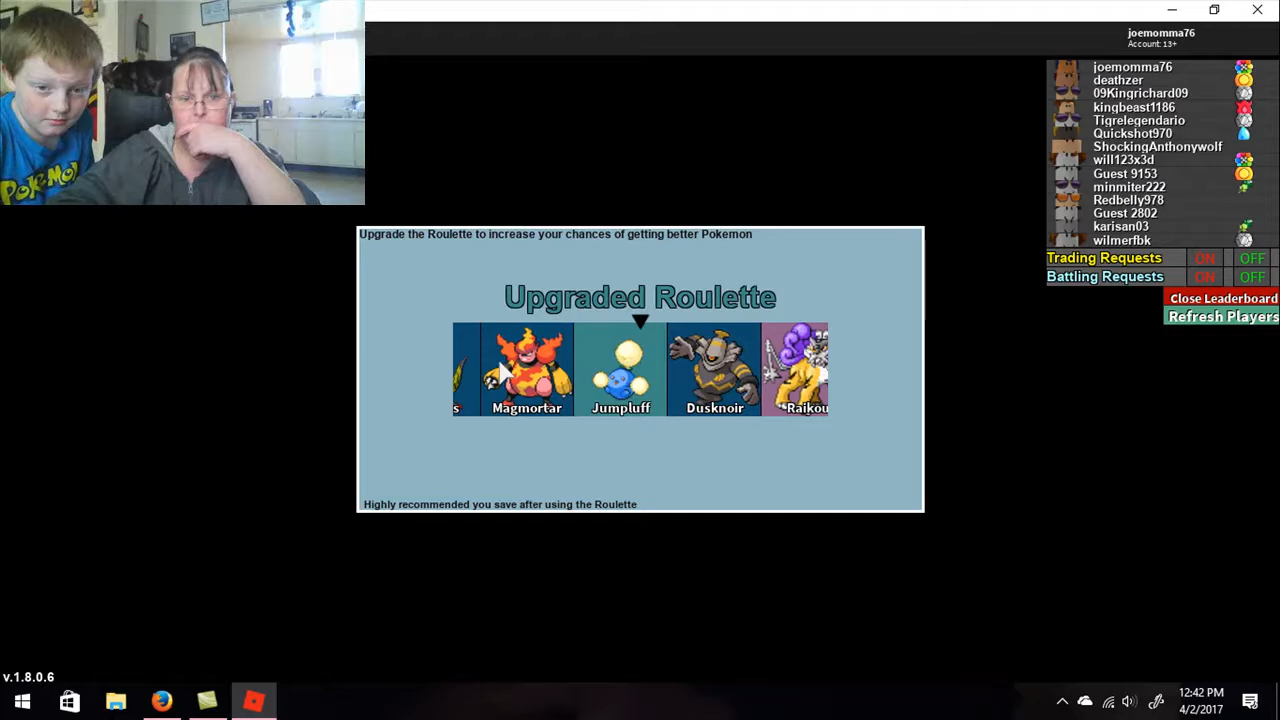 joemomma76
Account: 13+
joemomma76
deathzer
09Kingrichard09
kingbeast1186
Tigrelegendario
Quickshot970
ShockingAnthonywolf
will123x3d
Guest 9153
minmiter222
Redbelly978
Guest 2802
karisan03
wilmerfbk
Trading Requests ON OFF
Battling Requests ON OFF
Close Leaderboard
Refresh Players
POKéMON
Upgrade the Roulette to increase your chances of getting better Pokemon
Upgraded Roulette
s Magmortar Jumpluff Dusknoir Raikou
Highly recommended you save after using the Roulette
v.1.8.0.6
12:42 PM
4/2/2017